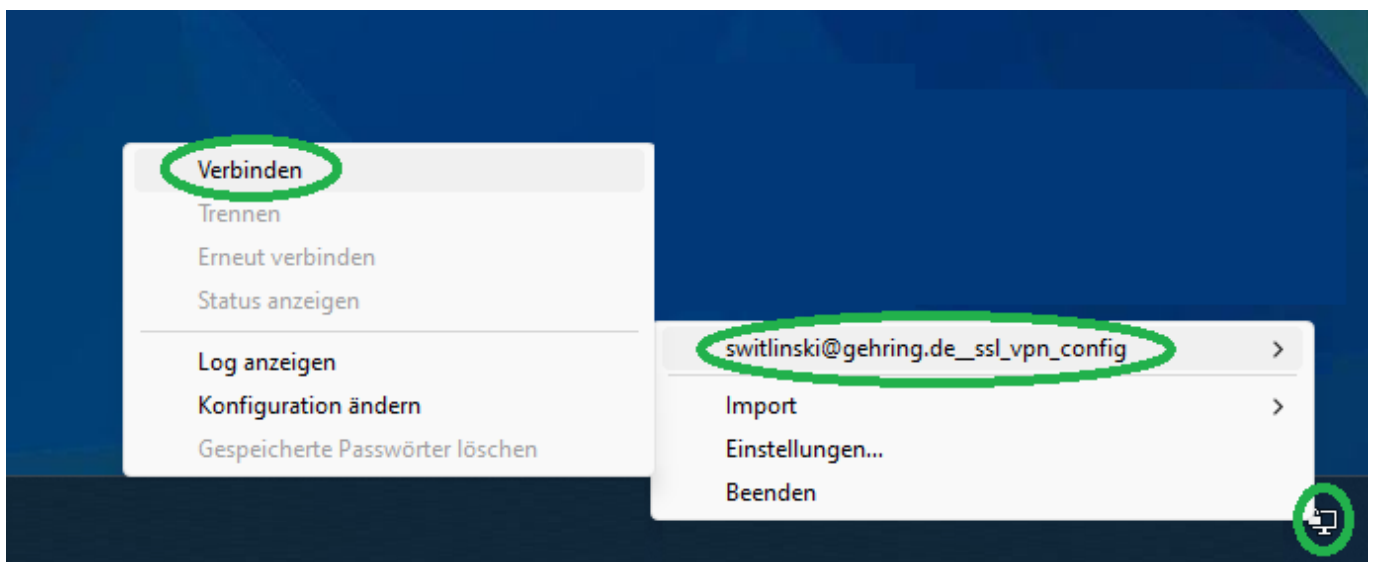 Verbinden
Trennen
Erneut verbinden
Status anzeigen
Log anzeigen
Konfiguration ändern
Gespeicherte Passwörter löschen
switlinski@gehring.de__ssl_vpn_config
Import
Einstellungen...
Beenden